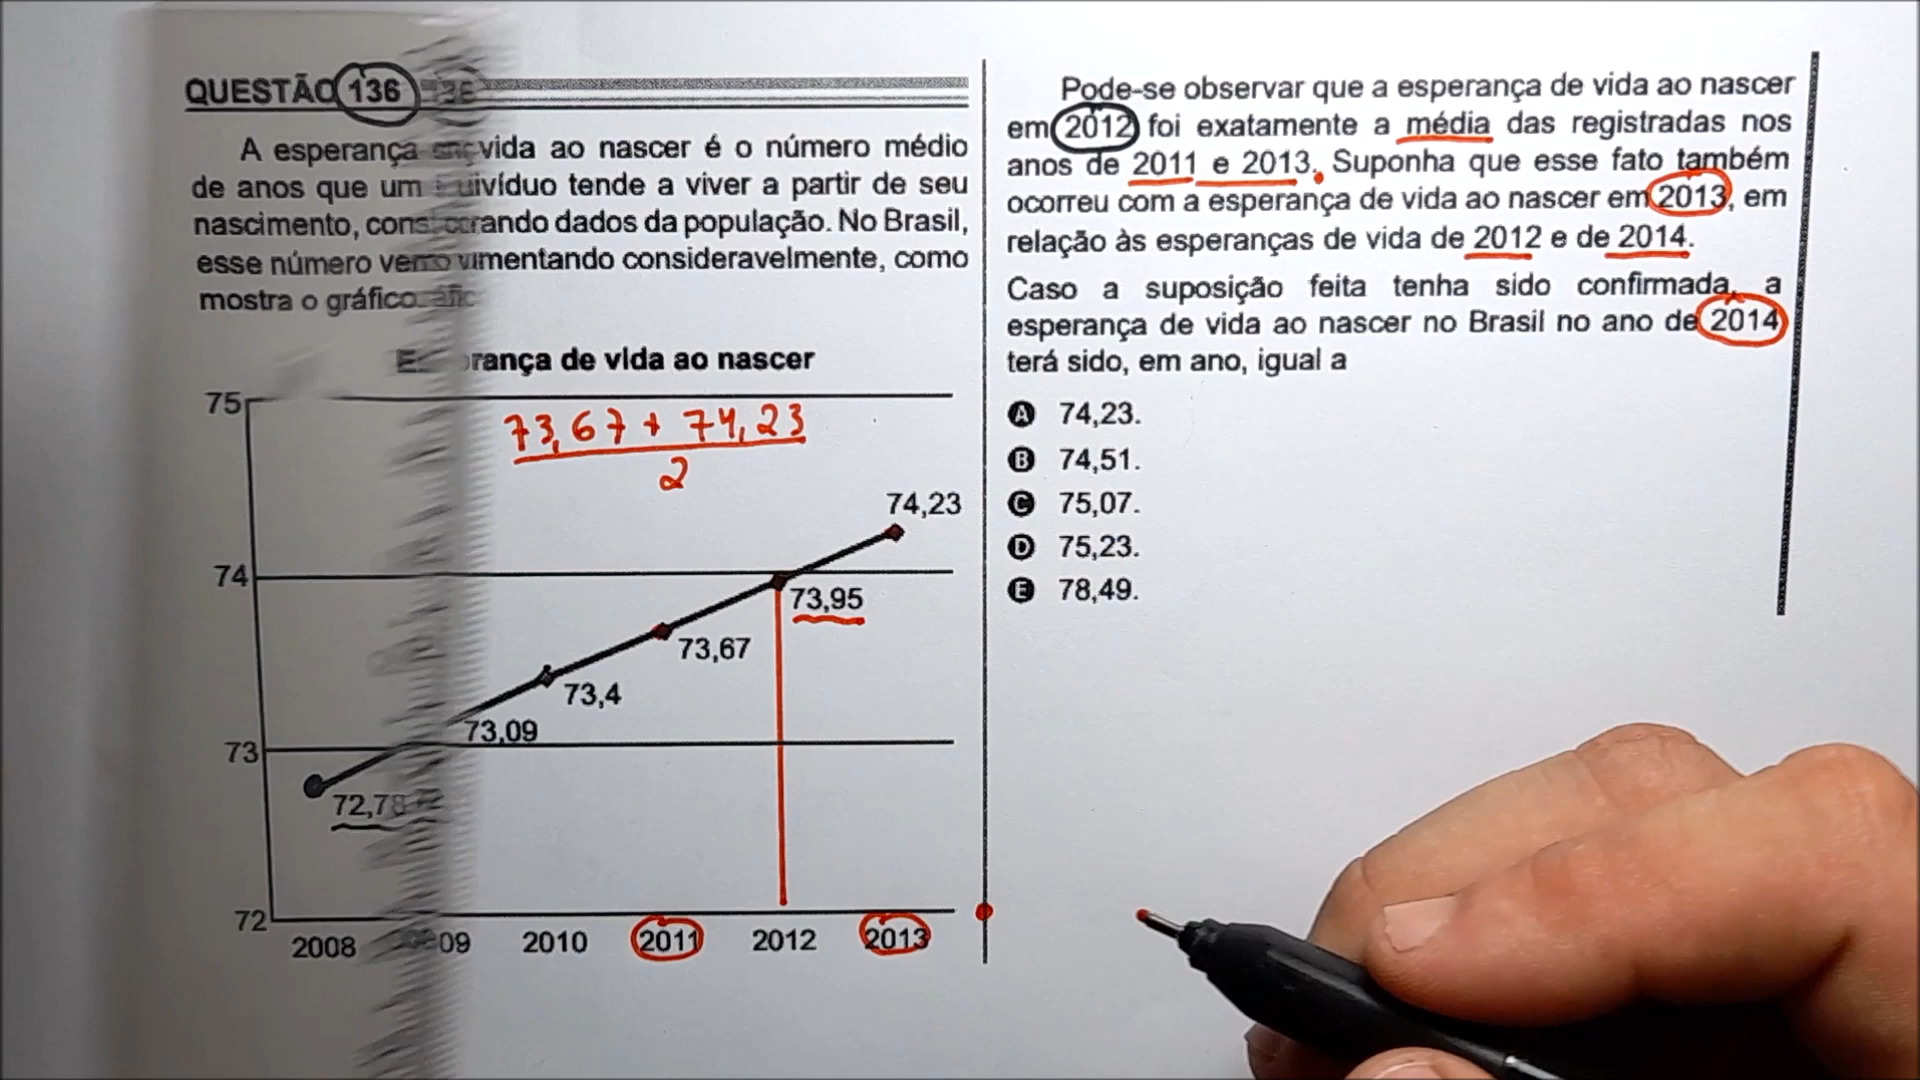 QUESTÃO 136
A esperança vida ao nascer é o número médio
de anos que um tende a viver a partir de seu
nascimento, dados da população. No Brasil,
esse número consideravelmente, como
mostra o gráfico.
de vida ao nascer
75
73,67 + 74,23
2
74,23
74
73,95
73,67
73,4
73,09
73
72,78
72
2008 09 2010 2011 2012 2013
Pode-se observar que a esperança de vida ao nascer
em 2012 foi exatamente a média das registradas nos
anos de 2011 e 2013. Suponha que esse fato também
ocorreu com a esperança de vida ao nascer em 2013, em
relação às esperanças de vida de 2012 e de 2014.
Caso a suposição feita tenha sido confirmada, a
esperança de vida ao nascer no Brasil no ano de 2014
terá sido, em ano, igual a
A 74,23.
B 74,51.
C 75,07.
D 75,23.
E 78,49.